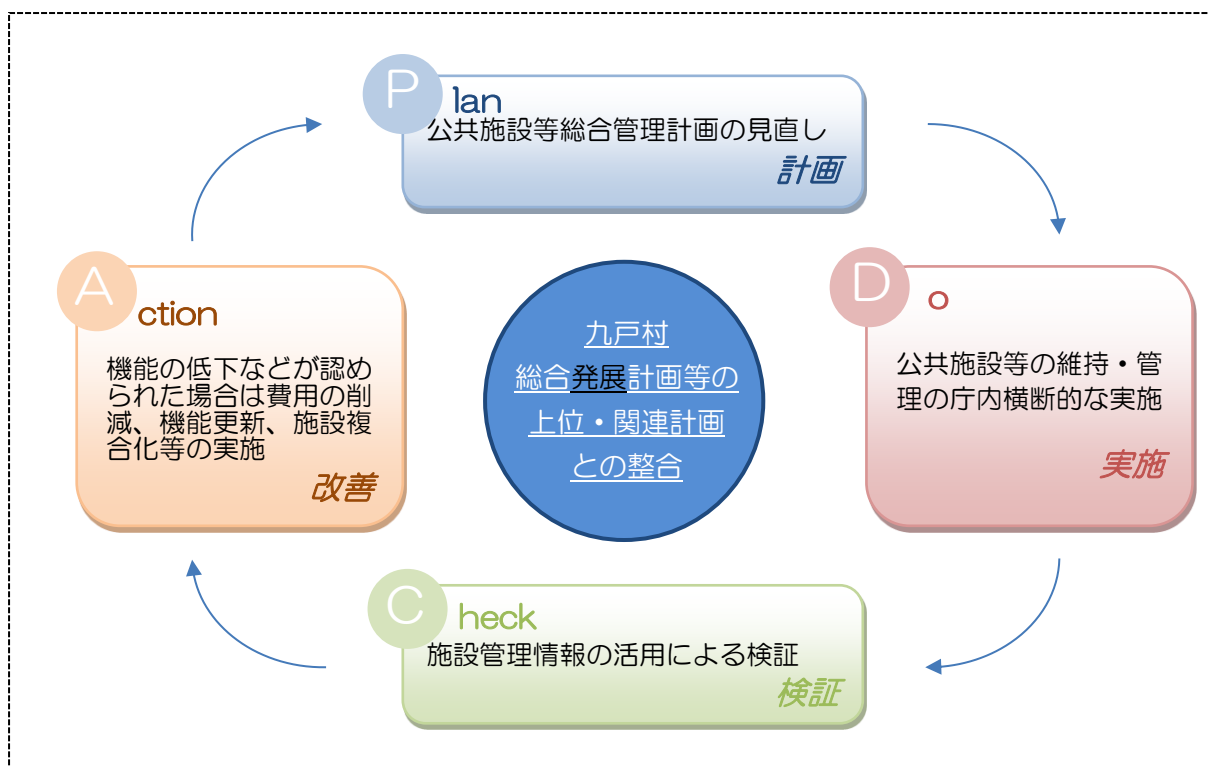 Plan
公共施設等総合管理計画の見直し
計画
Do
公共施設等の維持・管
理の庁内横断的な実施
実施
Check
施設管理情報の活用による検証
検証
Action
機能の低下などが認め
られた場合は費用の削
減、機能更新、施設複
合化等の実施
改善
九戸村
総合発展計画等の
上位・関連計画
との整合